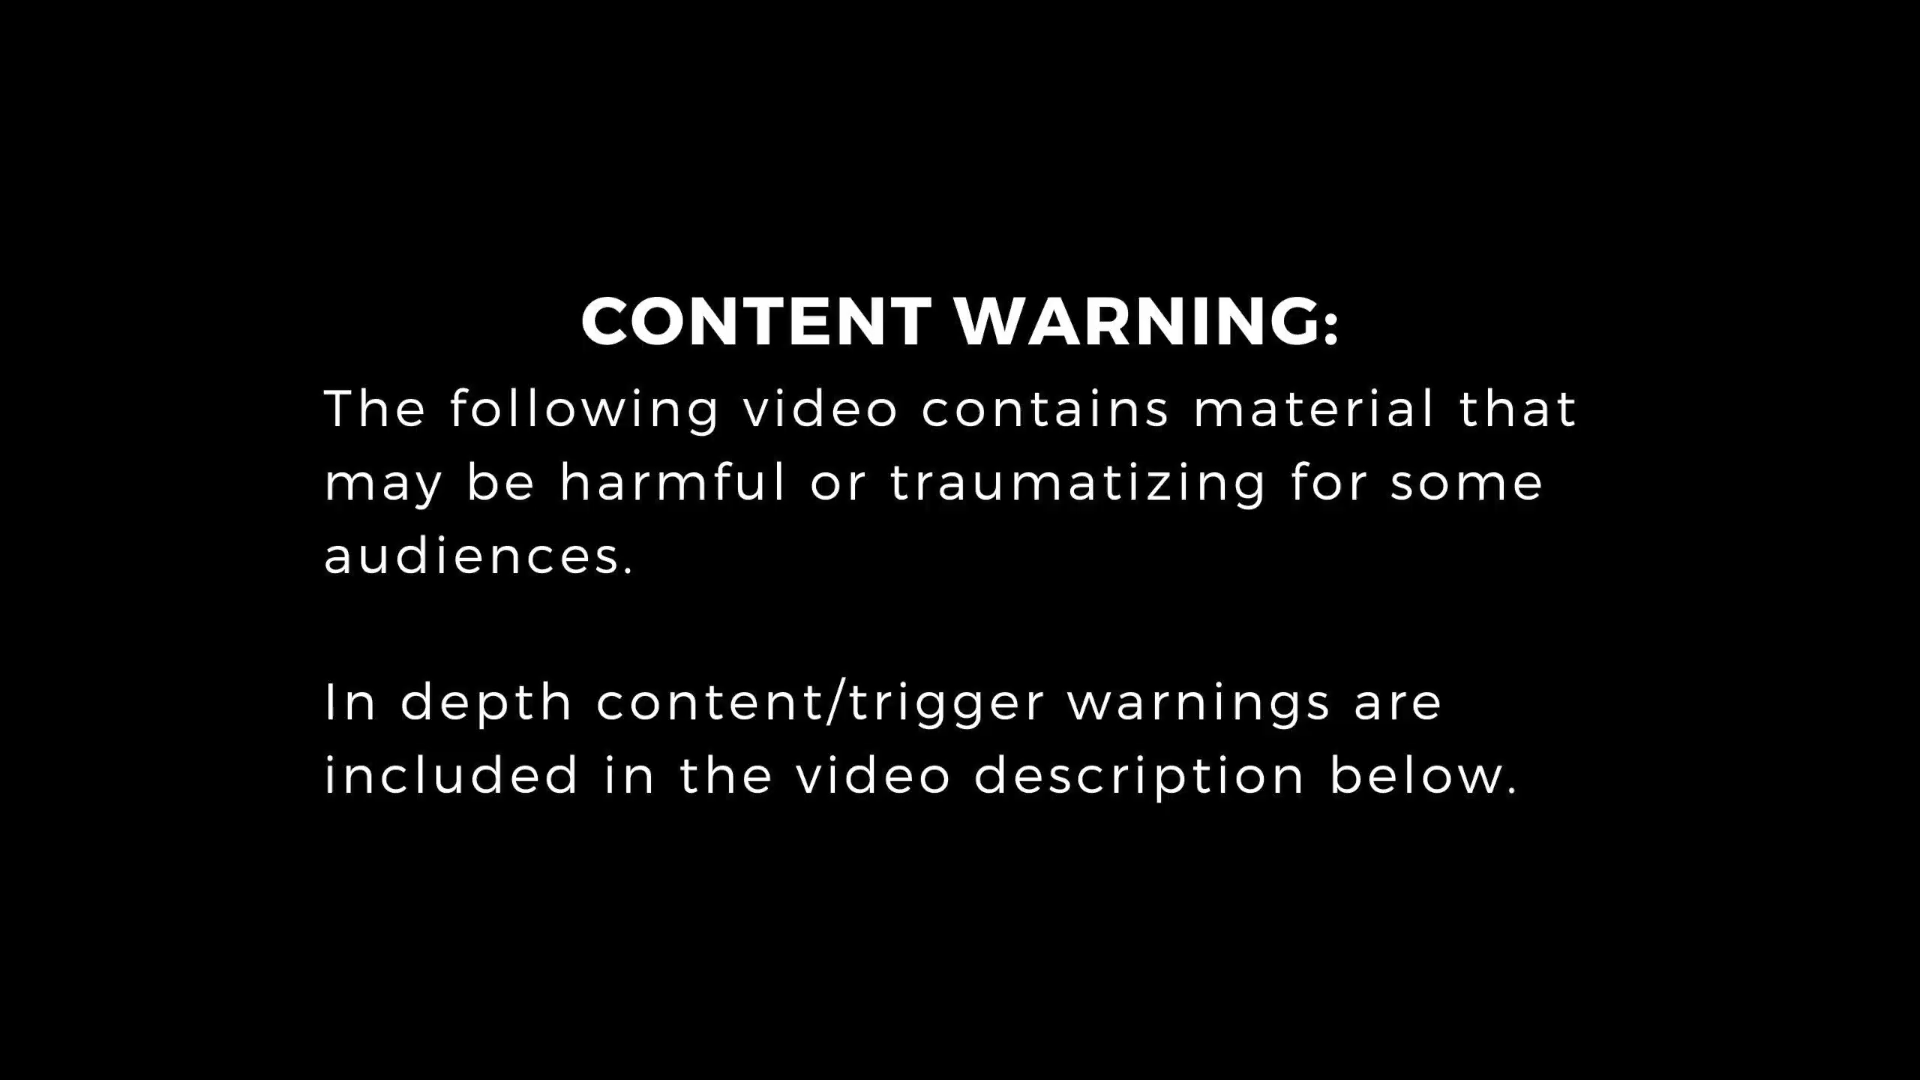 CONTENT WARNING:
The following video contains material that
may be harmful or traumatizing for some
audiences.
In depth content/trigger warnings are
included in the video description below.